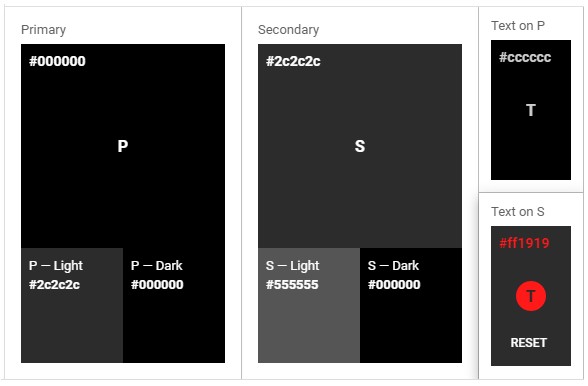 Primary
#000000
P
P — Light
#2c2c2c
P — Dark
#000000
Secondary
#2c2c2c
S
S — Light
#555555
S — Dark
#000000
Text on P
#cccccc
T
Text on S
#ff1919
T
RESET